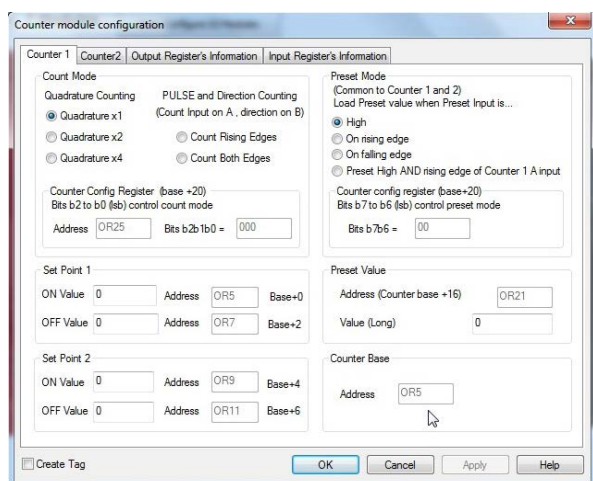 Counter module configuration
Counter 1 Counter2 Output Register's Information Input Register's Information
Count Mode
Quadrature Counting
Quadrature x1
Quadrature x2
Quadrature x4
PULSE and Direction Counting
(Count Input on A , direction on B)
Count Rising Edges
Count Both Edges
Counter Config Register (base +20)
Bits b2 to b0 (lsb) control count mode
Address OR25 Bits b2b1b0 = 000
Preset Mode
(Common to Counter 1 and 2)
Load Preset value when Preset Input is...
High
On rising edge
On falling edge
Preset High AND rising edge of Counter 1 A input
Counter config register (base+20)
Bits b7 to b6 (lsb) control preset mode
Bits b7b6 = 00
Set Point 1
ON Value 0 Address OR5 Base+0
OFF Value 0 Address OR7 Base+2
Preset Value
Address (Counter base +16) OR21
Value (Long) 0
Set Point 2
ON Value 0 Address OR9 Base+4
OFF Value 0 Address OR11 Base+6
Counter Base
Address OR5
Create Tag
OK Cancel Apply Help